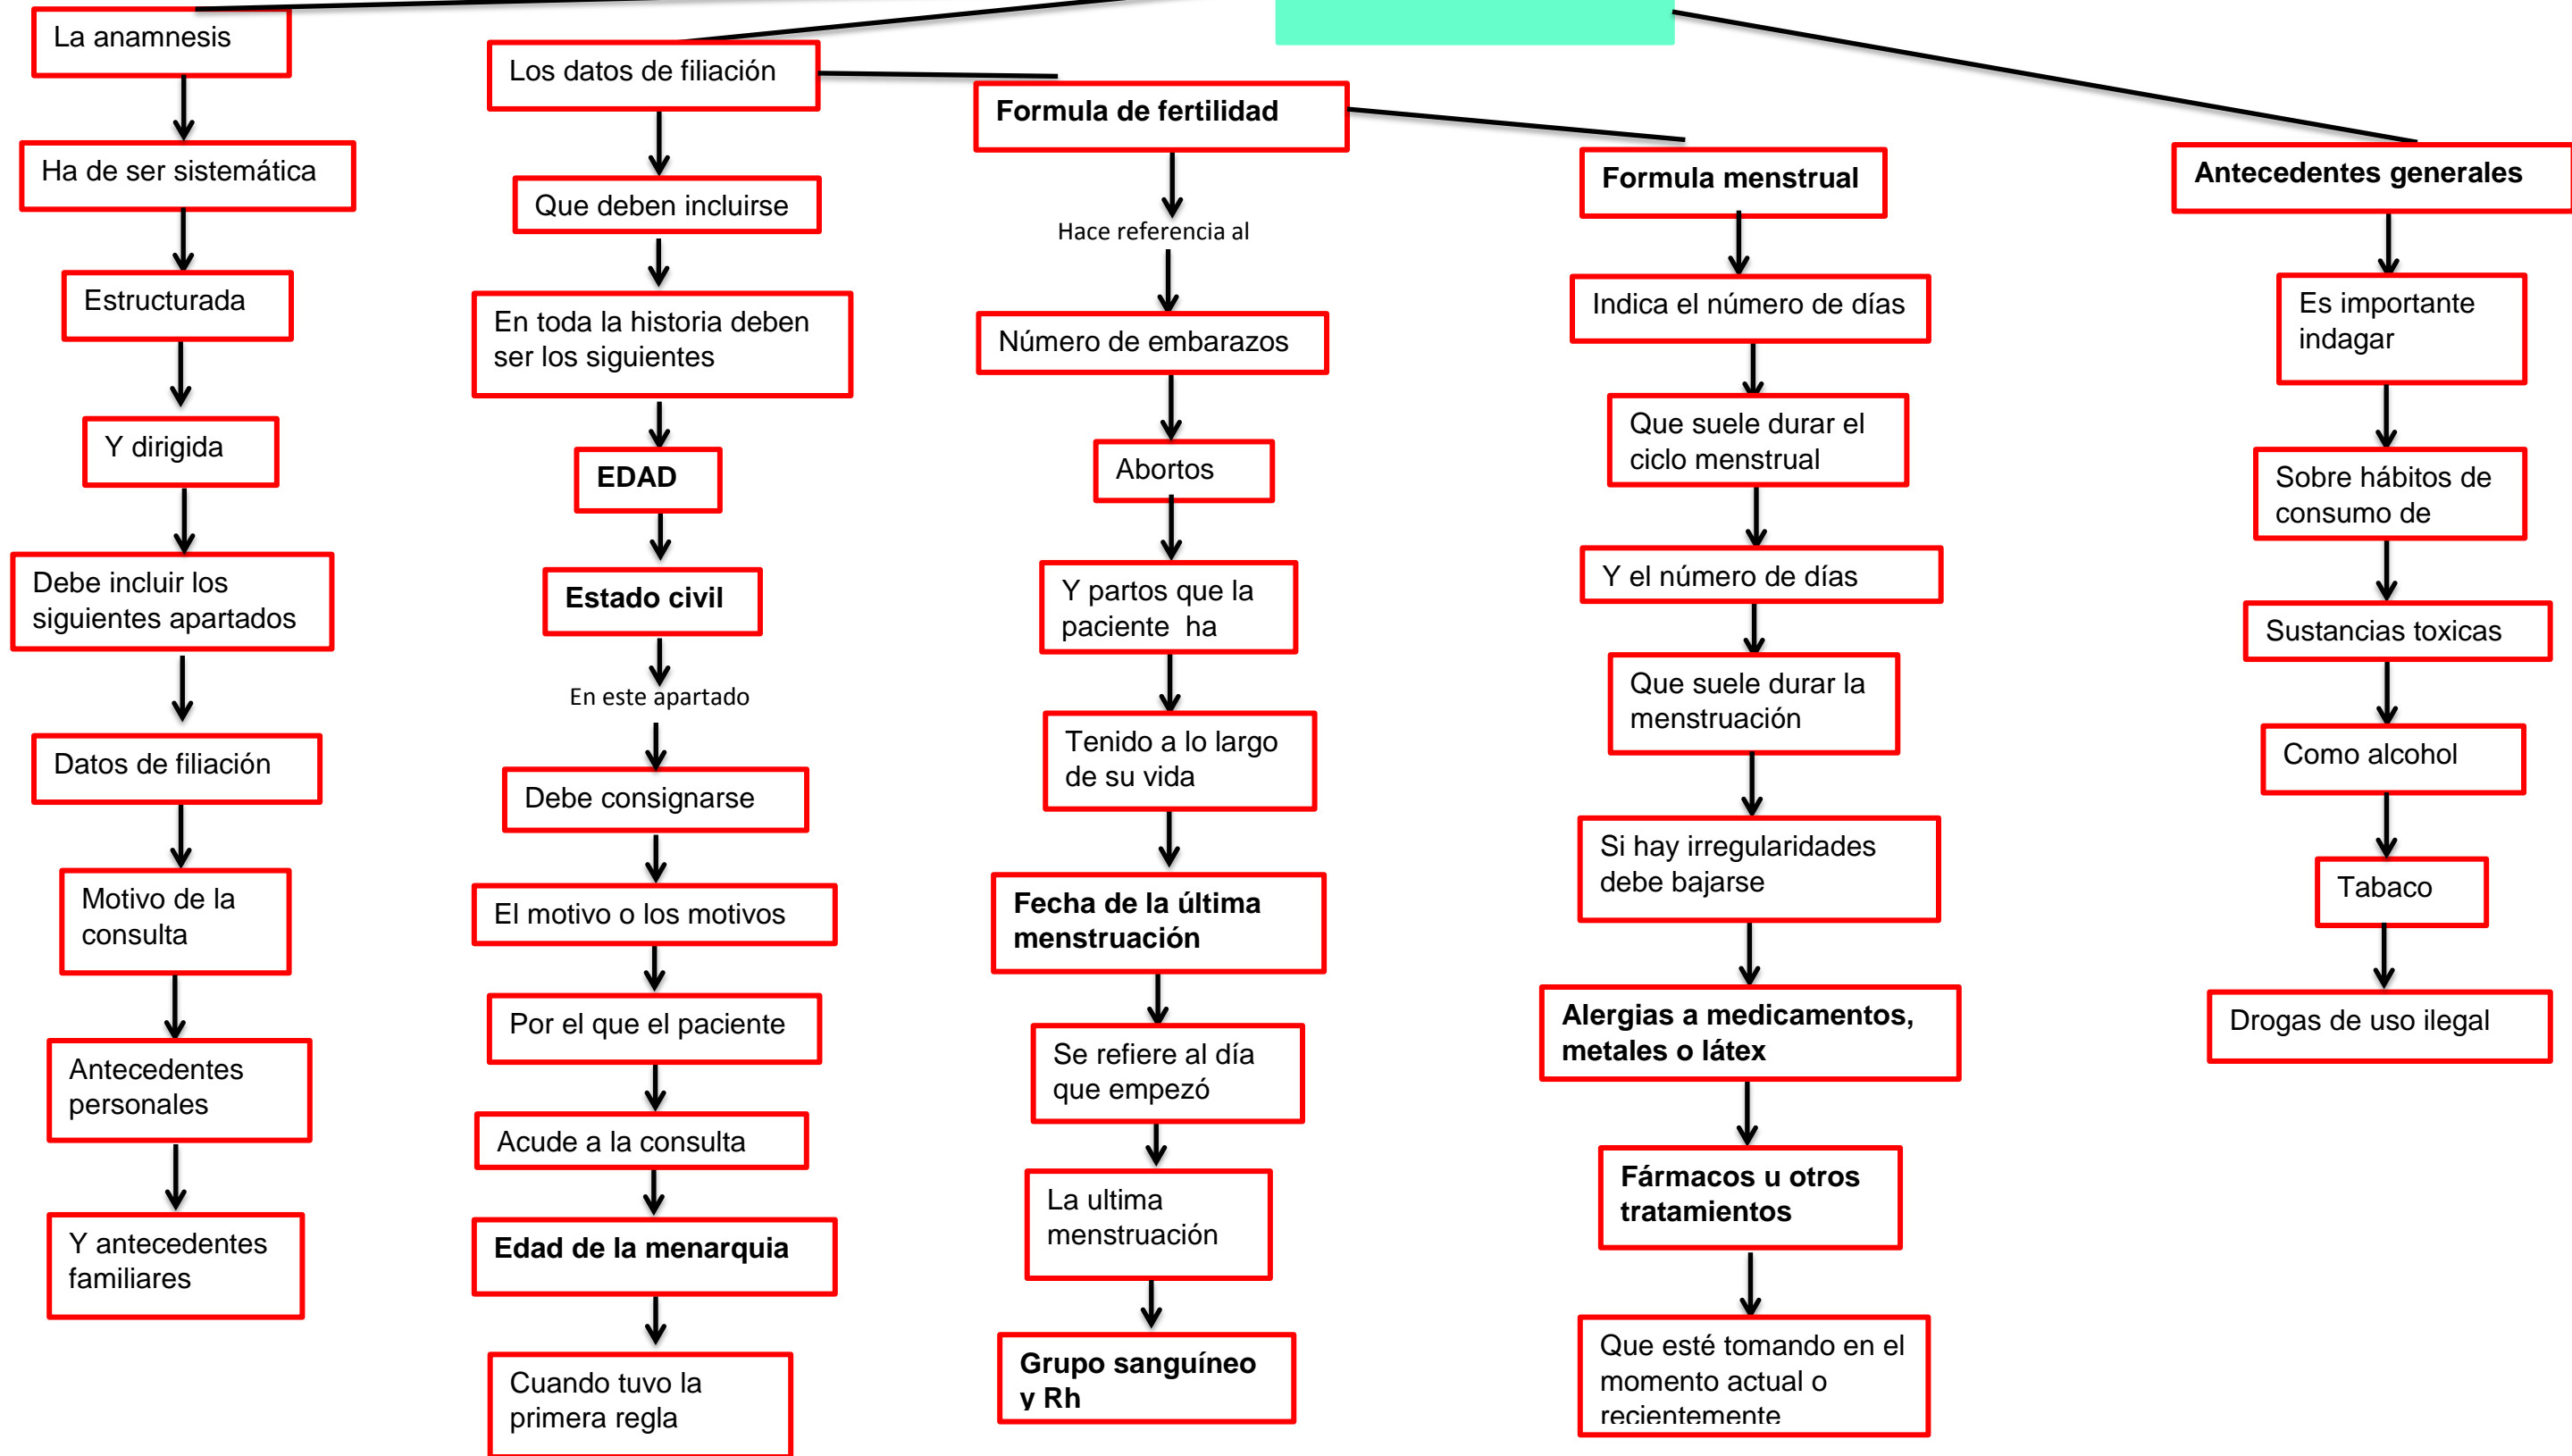 La anamnesis
Ha de ser sistemática
Estructurada
Y dirigida
Debe incluir los
siguientes apartados
Datos de filiación
Motivo de la
consulta
Antecedentes
personales
Y antecedentes
familiares
Los datos de filiación
Que deben incluirse
En toda la historia deben
ser los siguientes
EDAD
Estado civil
En este apartado
Debe consignarse
El motivo o los motivos
Por el que el paciente
Acude a la consulta
Edad de la menarquia
Cuando tuvo la
primera regla
Formula de fertilidad
Hace referencia al
Número de embarazos
Abortos
Y partos que la
paciente ha
Tenido a lo largo
de su vida
Fecha de la última
menstruación
Se refiere al día
que empezó
La ultima
menstruación
Grupo sanguíneo
y Rh
Formula menstrual
Indica el número de días
Que suele durar el
ciclo menstrual
Y el número de días
Que suele durar la
menstruación
Si hay irregularidades
debe bajarse
Alergias a medicamentos,
metales o látex
Fármacos u otros
tratamientos
Que esté tomando en el
momento actual o
recientemente
Antecedentes generales
Es importante
indagar
Sobre hábitos de
consumo de
Sustancias toxicas
Como alcohol
Tabaco
Drogas de uso ilegal